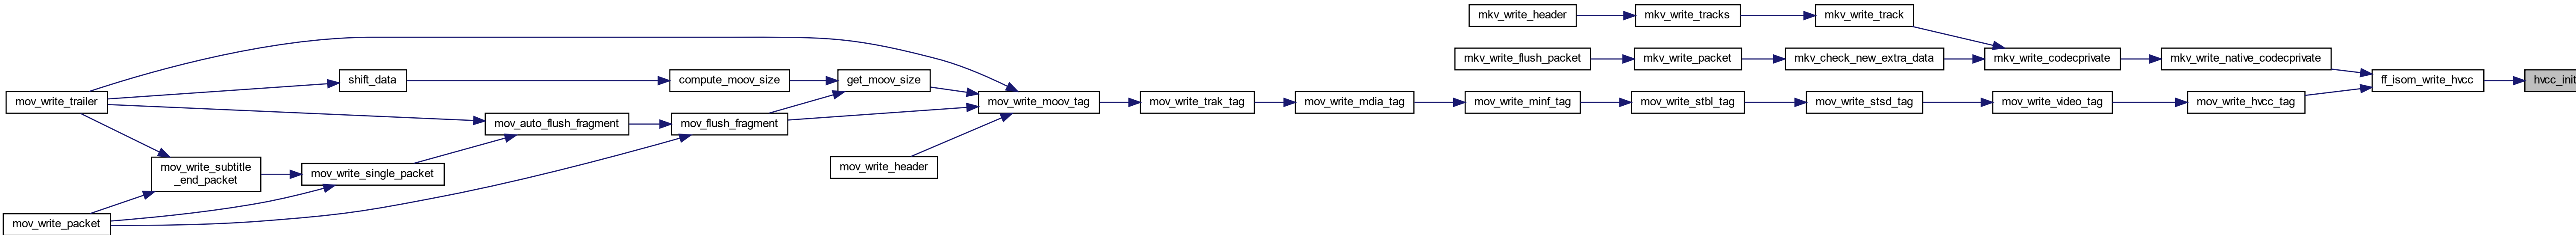 mkv_write_header
mkv_write_tracks
mkv_write_track
mkv_write_flush_packet
mkv_write_packet
mkv_check_new_extra_data
mkv_write_codecprivate
mkv_write_native_codecprivate
shift_data
compute_moov_size
get_moov_size
ff_isom_write_hvcc
hvcc_init
mov_write_trailer
mov_write_moov_tag
mov_write_trak_tag
mov_write_mdia_tag
mov_write_minf_tag
mov_write_stbl_tag
mov_write_stsd_tag
mov_write_video_tag
mov_write_hvcc_tag
mov_auto_flush_fragment
mov_flush_fragment
mov_write_subtitle
_end_packet
mov_write_single_packet
mov_write_header
mov_write_packet